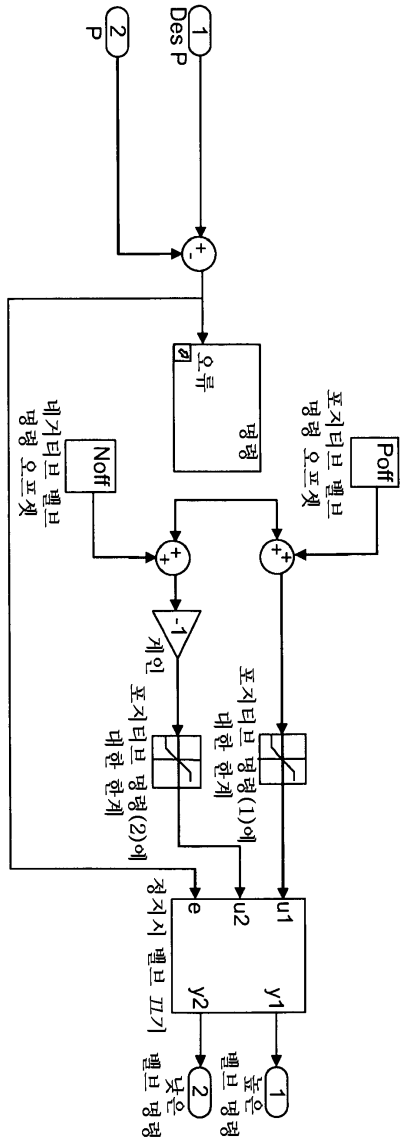 1
Des P
2
P
+
-
오류
명령
Poff
포지티브 밸브
명령 오프셋
Noff
네거티브 밸브
명령 오프셋
+
+
+
+
-1
게인
포지티브 명령(1)에
대한 한계
포지티브 명령(2)에
대한 한계
u1
u2
e
y1
y2
정지시 밸브 끄기
1
높은
밸브 명령
2
낮은
밸브 명령